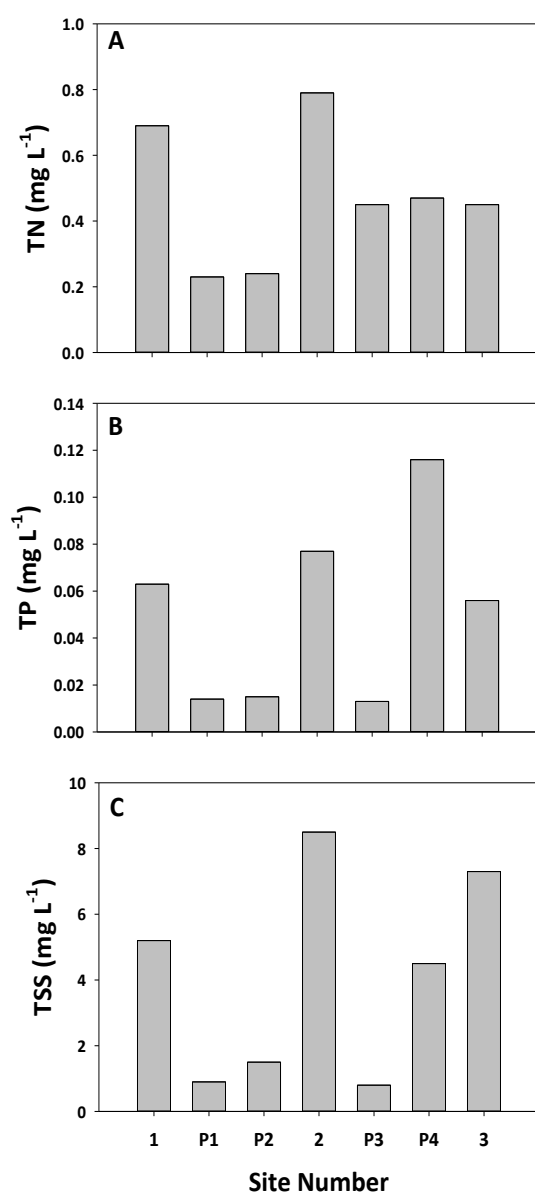 A
1.0
0.8
0.6
0.4
0.2
0.0
TN (mg L⁻¹)
B
0.14
0.12
0.10
0.08
0.06
0.04
0.02
0.00
TP (mg L⁻¹)
C
10
8
6
4
2
0
TSS (mg L⁻¹)
1 P1 P2 2 P3 P4 3
Site Number